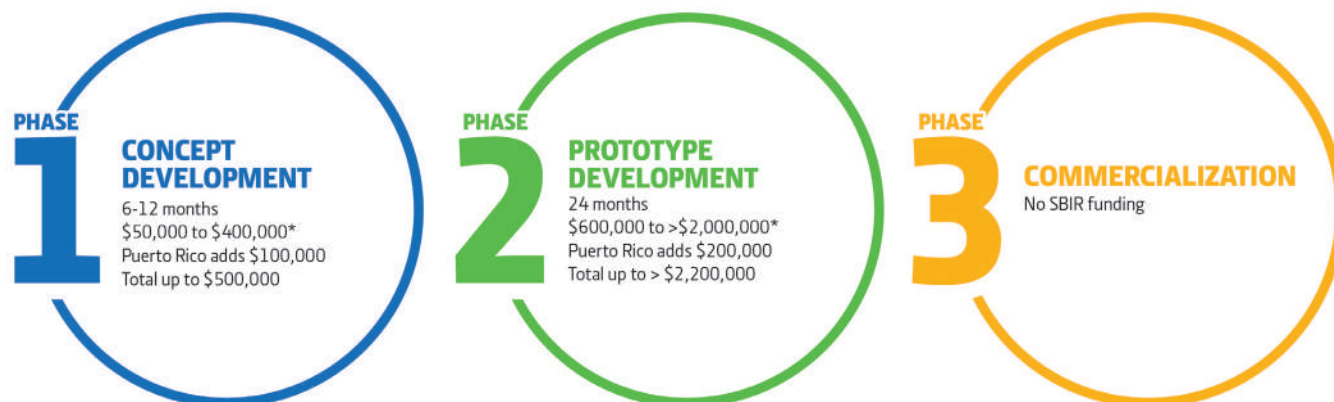 PHASE
1
CONCEPT
DEVELOPMENT
6-12 months
$50,000 to $400,000*
Puerto Rico adds $100,000
Total up to $500,000
PHASE
2
PROTOTYPE
DEVELOPMENT
24 months
$600,000 to >$2,000,000*
Puerto Rico adds $200,000
Total up to > $2,200,000
PHASE
3
COMMERCIALIZATION
No SBIR funding